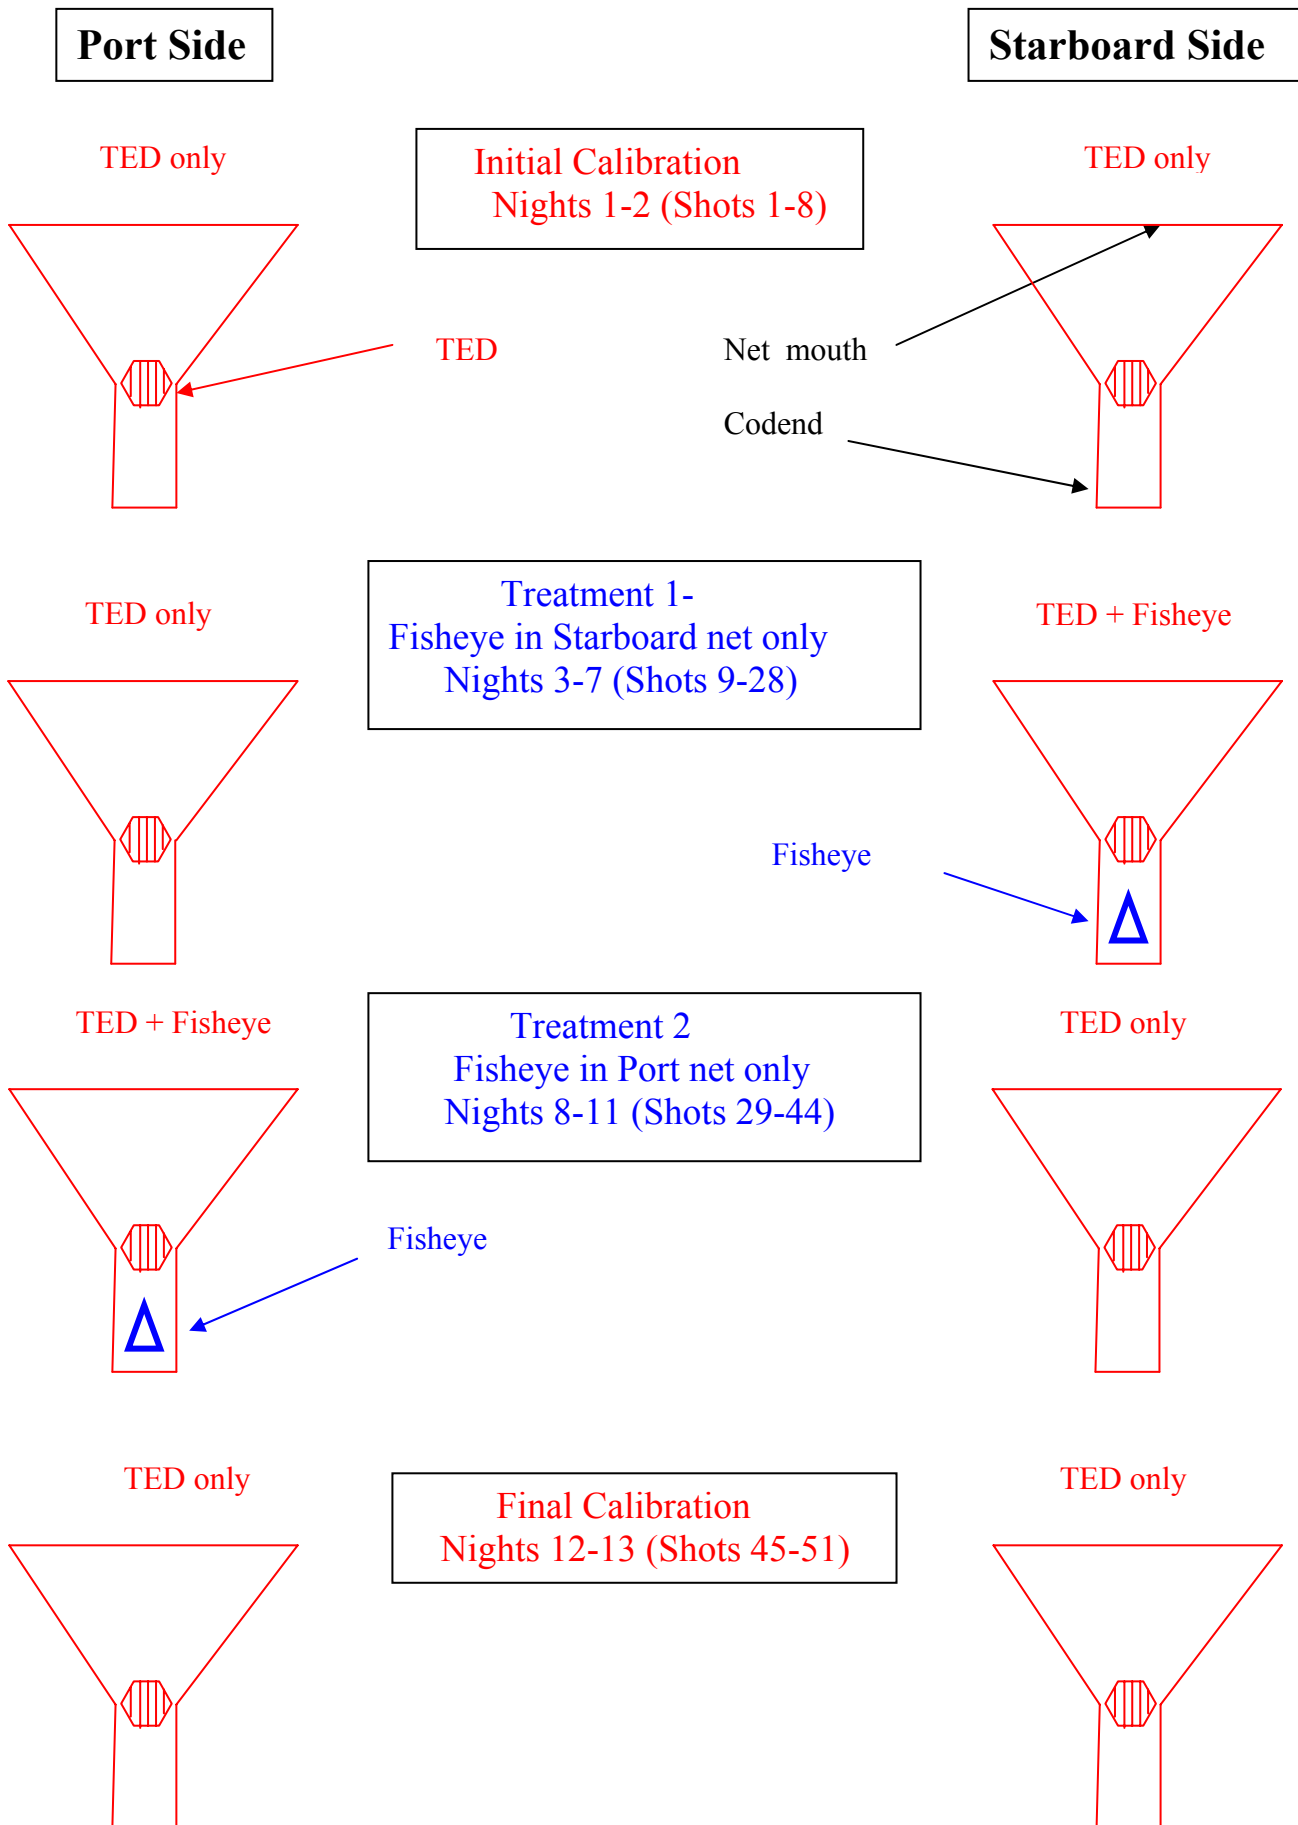 Port Side
Starboard Side
TED only
Initial Calibration
Nights 1-2 (Shots 1-8)
TED only
TED
Net mouth
Codend
TED only
Treatment 1-
Fisheye in Starboard net only
Nights 3-7 (Shots 9-28)
TED + Fisheye
Fisheye
TED + Fisheye
Treatment 2
Fisheye in Port net only
Nights 8-11 (Shots 29-44)
TED only
Fisheye
TED only
Final Calibration
Nights 12-13 (Shots 45-51)
TED only